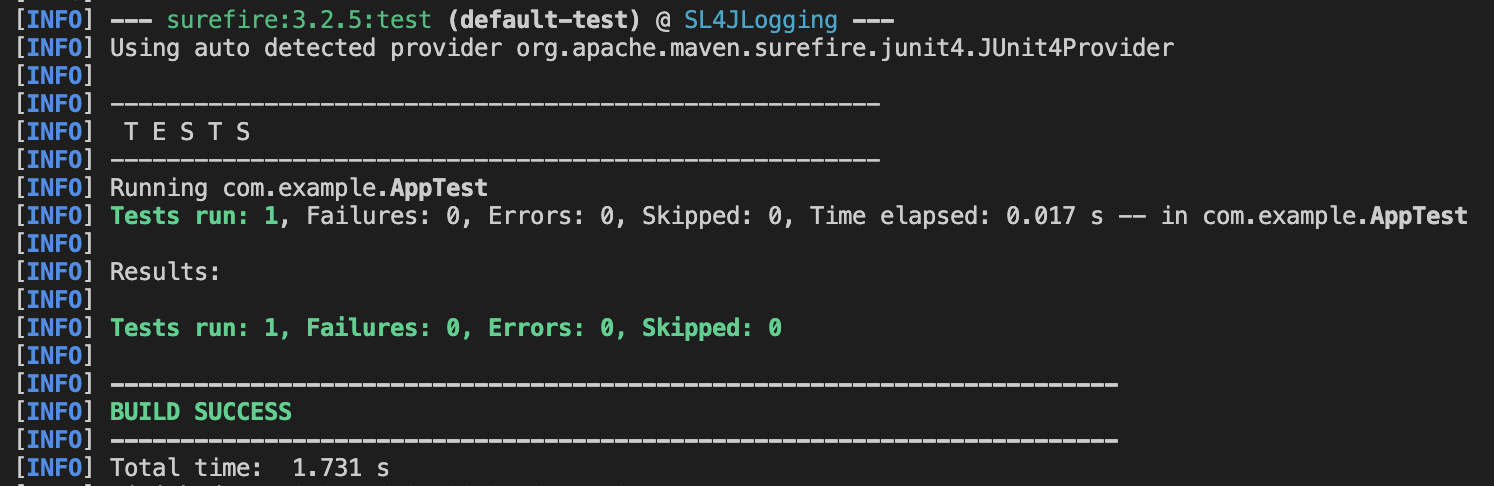 [INFO] --- surefire:3.2.5:test (default-test) @ SL4JLogging ---
[INFO] Using auto detected provider org.apache.maven.surefire.junit4.JUnit4Provider
[INFO]
[INFO] -------------------------------------------------------
[INFO]  T E S T S
[INFO] -------------------------------------------------------
[INFO] Running com.example.AppTest
[INFO] Tests run: 1, Failures: 0, Errors: 0, Skipped: 0, Time elapsed: 0.017 s -- in com.example.AppTest
[INFO]
[INFO] Results:
[INFO]
[INFO] Tests run: 1, Failures: 0, Errors: 0, Skipped: 0
[INFO]
[INFO] ------------------------------------------------------------------------
[INFO] BUILD SUCCESS
[INFO] ------------------------------------------------------------------------
[INFO] Total time:  1.731 s